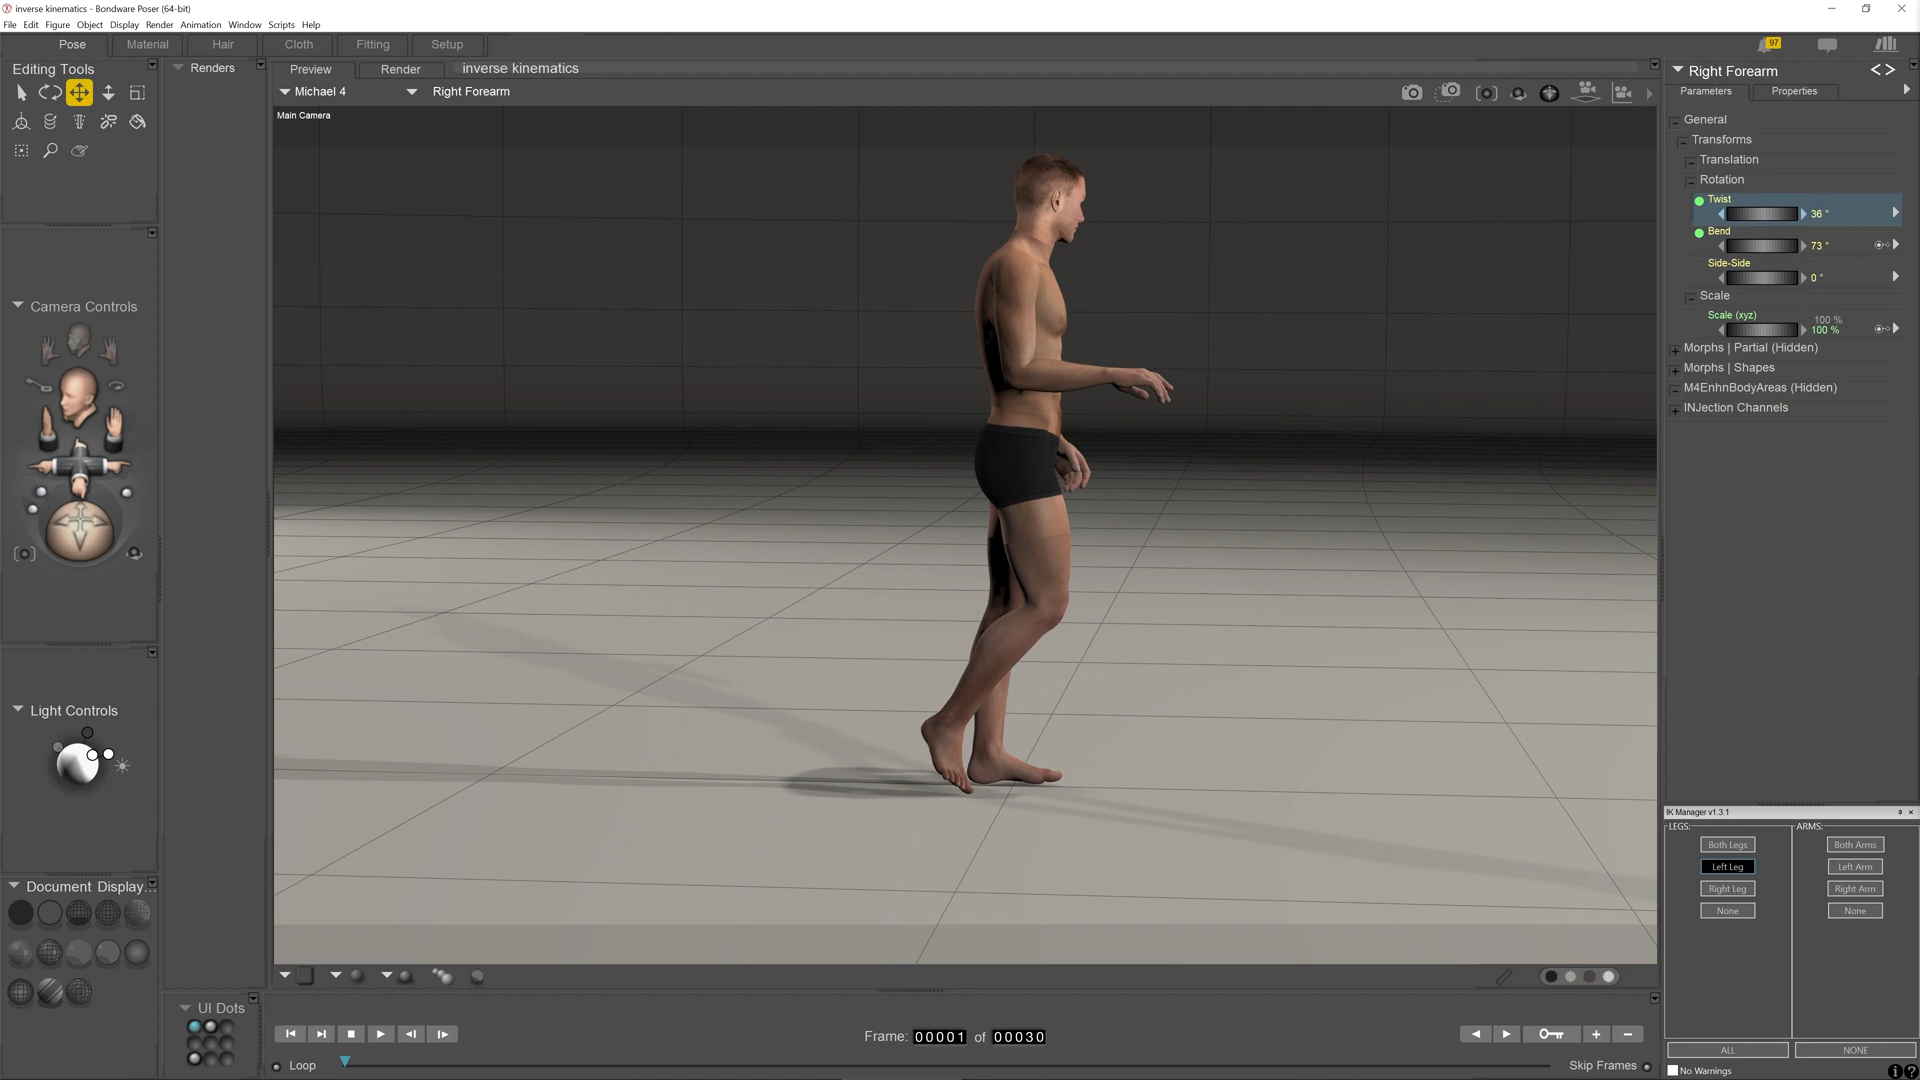 inverse kinematics - Bondware Poser (64-bit)
File Edit Figure Object Display Render Animation Window Scripts Help
Pose Material Hair Cloth Fitting Setup
97
Editing Tools
Renders
Preview Render inverse kinematics
Michael 4 Right Forearm
Main Camera
Camera Controls
Light Controls
Document Display...
UI Dots
Frame: 00001 of 00030
Loop
Skip Frames
Right Forearm
Parameters Properties
General
Transforms
Translation
Rotation
Twist
36 °
Bend
73 °
Side-Side
0 °
Scale
Scale (xyz)
100 %
100 %
Morphs | Partial (Hidden)
Morphs | Shapes
M4EnhnBodyAreas (Hidden)
INJection Channels
IK Manager v1.3.1
LEGS:
Both Legs
Left Leg
Right Leg
None
ARMS:
Both Arms
Left Arm
Right Arm
None
ALL
NONE
No Warnings
i ?